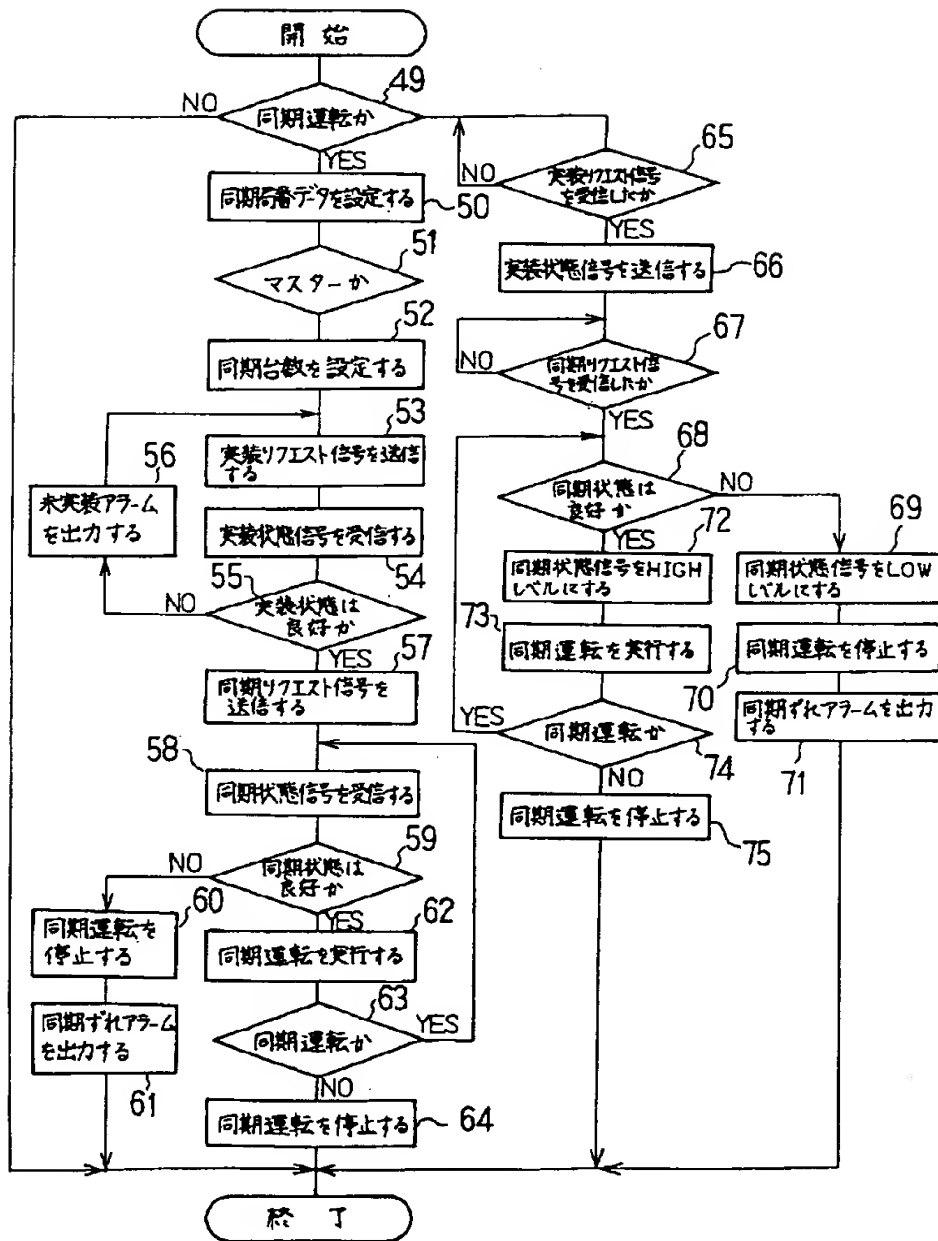 開始
49
NO
同期運転か
YES
同期局番データを設定する
50
51
マスターか
52
同期台数を設定する
53
実装リクエスト信号を送信
する
56
未実装アラーム
を出力する
実装状態信号を受信する
54
55
実装状態は
良好か
NO
YES
57
同期リクエスト信号を
送信する
58
同期状態信号を受信する
59
同期状態は
良好か
NO
YES
60
同期運転を
停止する
62
同期運転を実行する
63
同期運転か
YES
同期ずれアラーム
を出力する
61
NO
同期運転を停止する
64
65
実装リクエスト信号
を受信したか
NO
YES
実装状態信号を送信する
66
67
同期リクエスト信
号を受信したか
NO
YES
68
同期状態は
良好か
NO
YES
72
同期状態信号をHIGH
レベルにする
69
同期状態信号をLOW
レベルにする
73
同期運転を実行する
同期運転を停止する
70
同期ずれアラームを出力
する
71
YES
同期運転か
74
NO
同期運転を停止する
75
終了